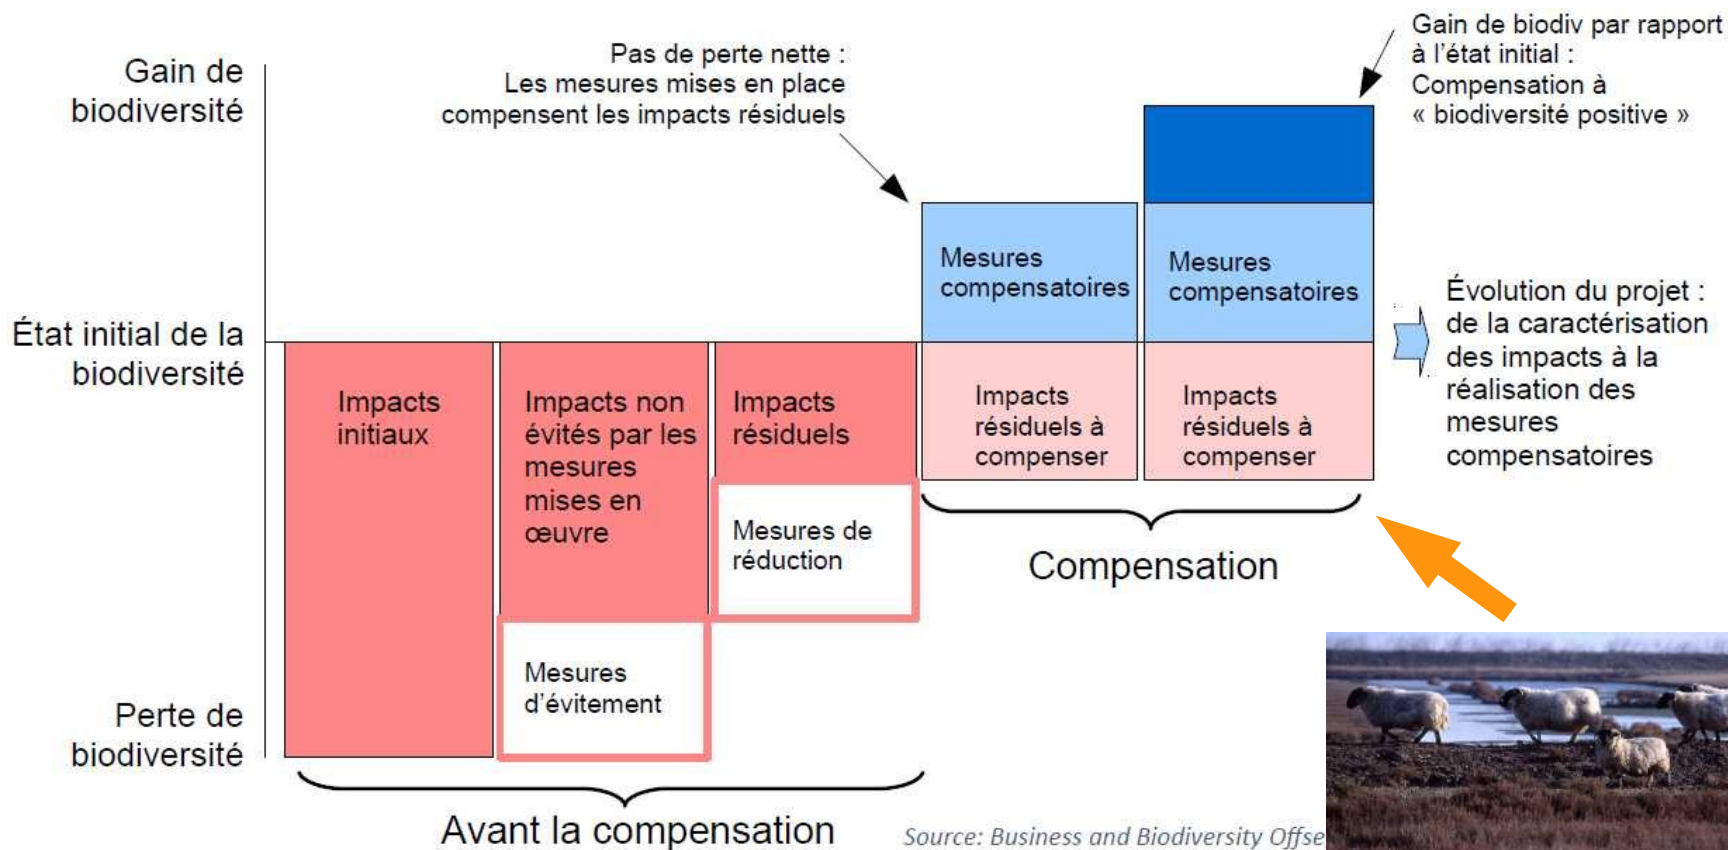 Gain de
biodiversité
Pas de perte nette :
Les mesures mises en place
compensent les impacts résiduels
Gain de biodiv par rapport
à l'état initial :
Compensation à
« biodiversité positive »
État initial de la
biodiversité
Mesures
compensatoires
Mesures
compensatoires
Évolution du projet :
de la caractérisation
des impacts à la
réalisation des
mesures
compensatoires
Impacts
initiaux
Impacts non
évités par les
mesures
mises en
œuvre
Impacts
résiduels
Impacts
résiduels à
compenser
Impacts
résiduels à
compenser
Mesures de
réduction
Compensation
Mesures
d'évitement
Perte de
biodiversité
Avant la compensation
Source: Business and Biodiversity Offse